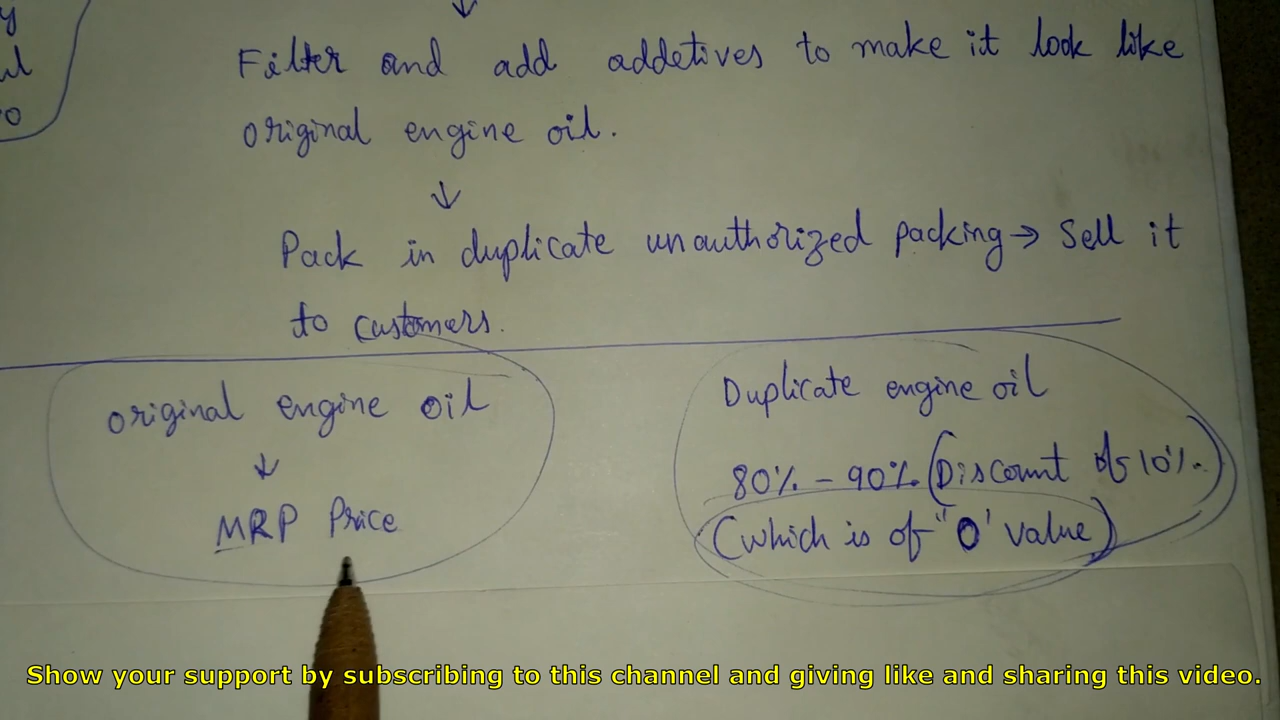 Filter and add addetives to make it look like
original engine oil.
↓
Pack in duplicate unauthorized packing → Sell it
to customers.
original engine oil
↓
MRP Price
Duplicate engine oil
80% - 90% (Discount of 10%.)
(which is of "0' value)
Show your support by subscribing to this channel and giving like and sharing this video.